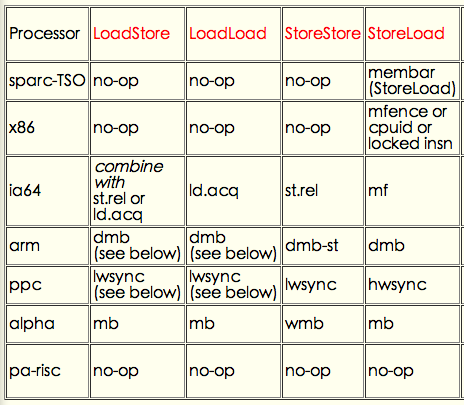 Processor LoadStore LoadLoad StoreStore StoreLoad
sparc-TSO no-op no-op no-op membar
(StoreLoad)
x86 no-op no-op no-op mfence or
cpuid or
locked insn
ia64 combine
with
st.rel or
ld.acq ld.acq st.rel mf
arm dmb
(see below) dmb
(see below) dmb-st dmb
ppc lwsync
(see below) lwsync
(see below) lwsync hwsync
alpha mb mb wmb mb
pa-risc no-op no-op no-op no-op